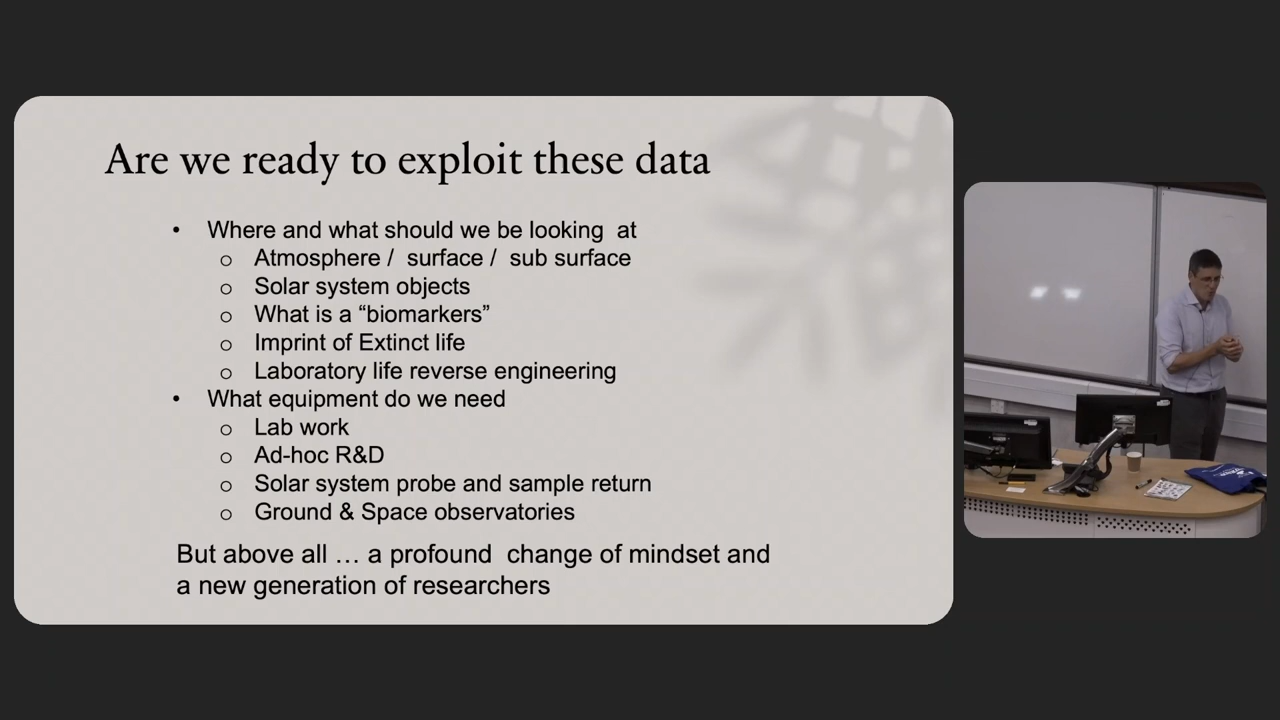 Are we ready to exploit these data
• Where and what should we be looking at
o Atmosphere / surface / sub surface
o Solar system objects
o What is a “biomarkers”
o Imprint of Extinct life
o Laboratory life reverse engineering
• What equipment do we need
o Lab work
o Ad-hoc R&D
o Solar system probe and sample return
o Ground & Space observatories
But above all … a profound change of mindset and
a new generation of researchers